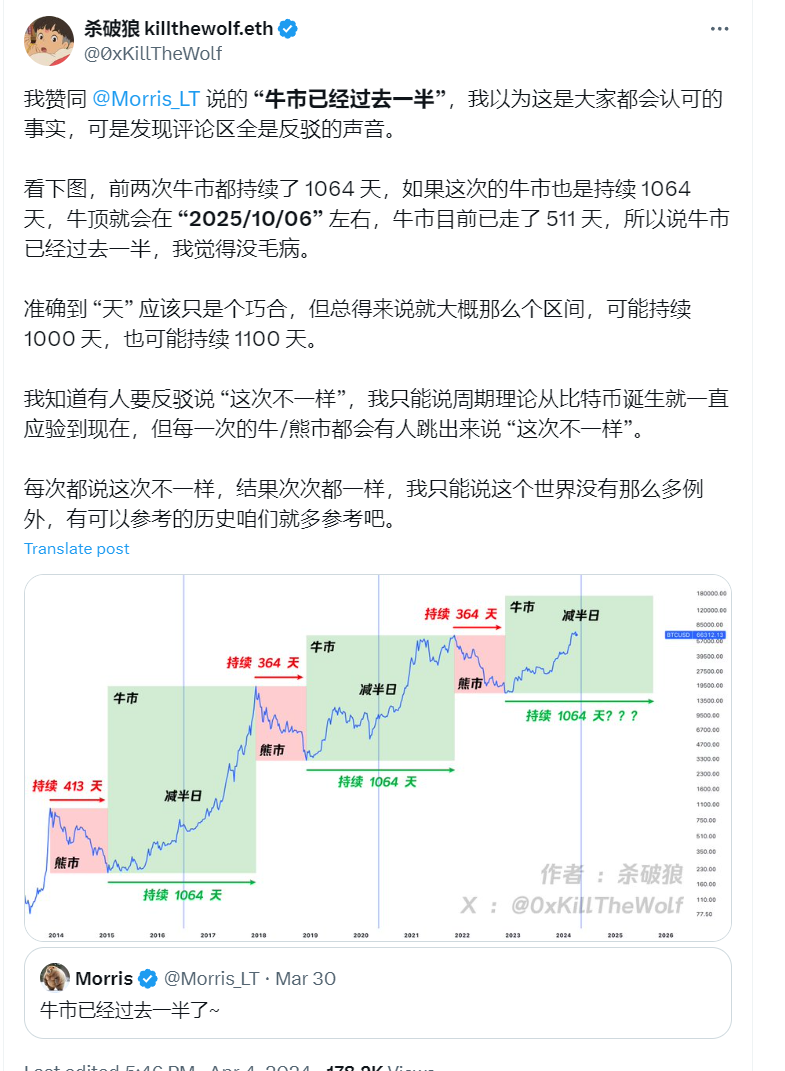 杀破狼 killthewolf.eth
@0xKillTheWolf
我赞同 @Morris_LT 说的 “牛市已经过去一半”，我以为这是大家都会认可的
事实，可是发现评论区全是反驳的声音。
看下图，前两次牛市都持续了 1064 天，如果这次的牛市也是持续 1064
天，牛顶就会在 “2025/10/06” 左右，牛市目前已走了 511 天，所以说牛市
已经过去一半，我觉得没毛病。
准确到 “天” 应该只是个巧合，但总得来说就大概那么个区间，可能持续
1000 天，也可能持续 1100 天。
我知道有人要反驳说 “这次不一样”，我只能说周期理论从比特币诞生就一直
应验到现在，但每一次的牛/熊市都会有人跳出来说 “这次不一样”。
每次都说这次不一样，结果次次都一样，我只能说这个世界没有那么多例
外，有可以参考的历史咱们就多参考吧。
Translate post
持续 413 天
熊市
牛市
减半日
持续 1064 天
持续 364 天
熊市
牛市
减半日
持续 1064 天
持续 364 天
熊市
牛市
减半日
持续 1064 天? ? ?
180000.00
120000.00
85000.00
BTCUSD 66312.13
57000.00
39500.00
27500.00
19500.00
13500.00
9500.00
6700.00
4700.00
3300.00
2300.00
1600.00
1100.00
750.00
510.00
350.00
230.00
160.00
110.00
77.50
作者 : 杀破狼
X : @0xKillTheWolf
2014 2015 2016 2017 2018 2019 2020 2021 2022 2023 2024 2025 2026
Morris @Morris_LT · Mar 30
牛市已经过去一半了~
Last edited 5:46 PM · Apr 4, 2024 · 178.2K Views